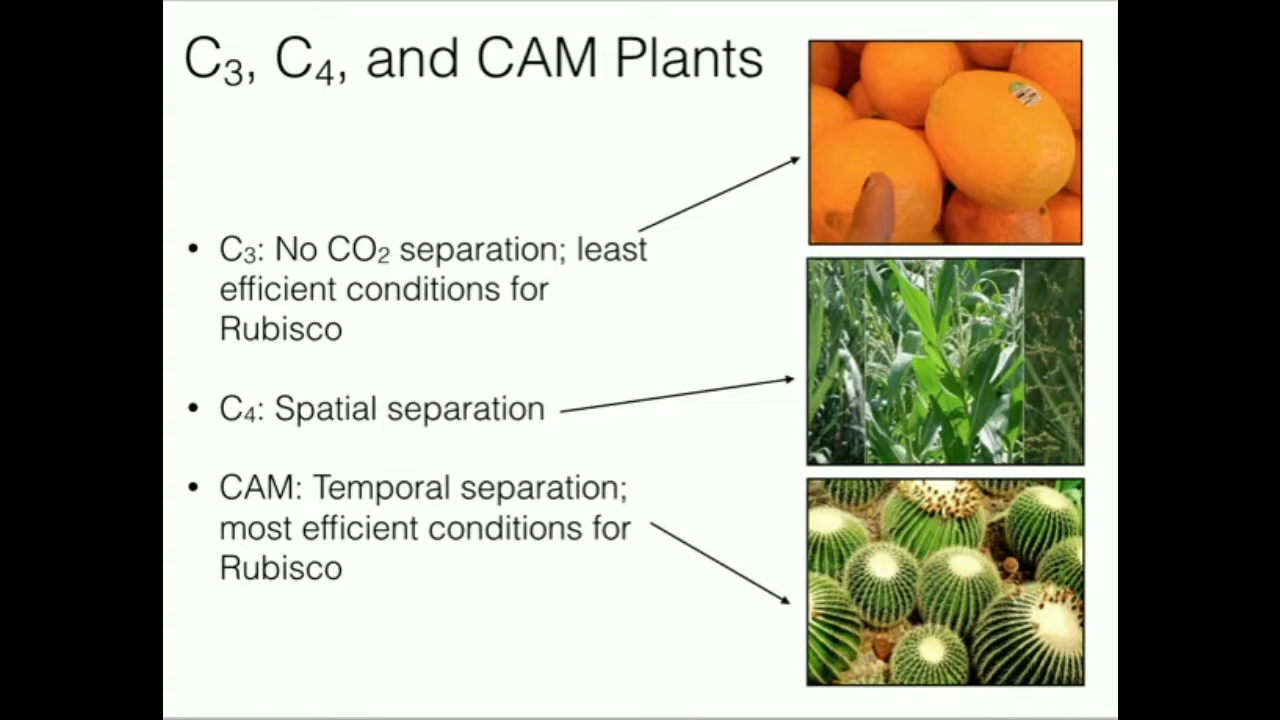 C₃, C₄, and CAM Plants
• C₃: No CO₂ separation; least
efficient conditions for
Rubisco
• C₄: Spatial separation
• CAM: Temporal separation;
most efficient conditions for
Rubisco